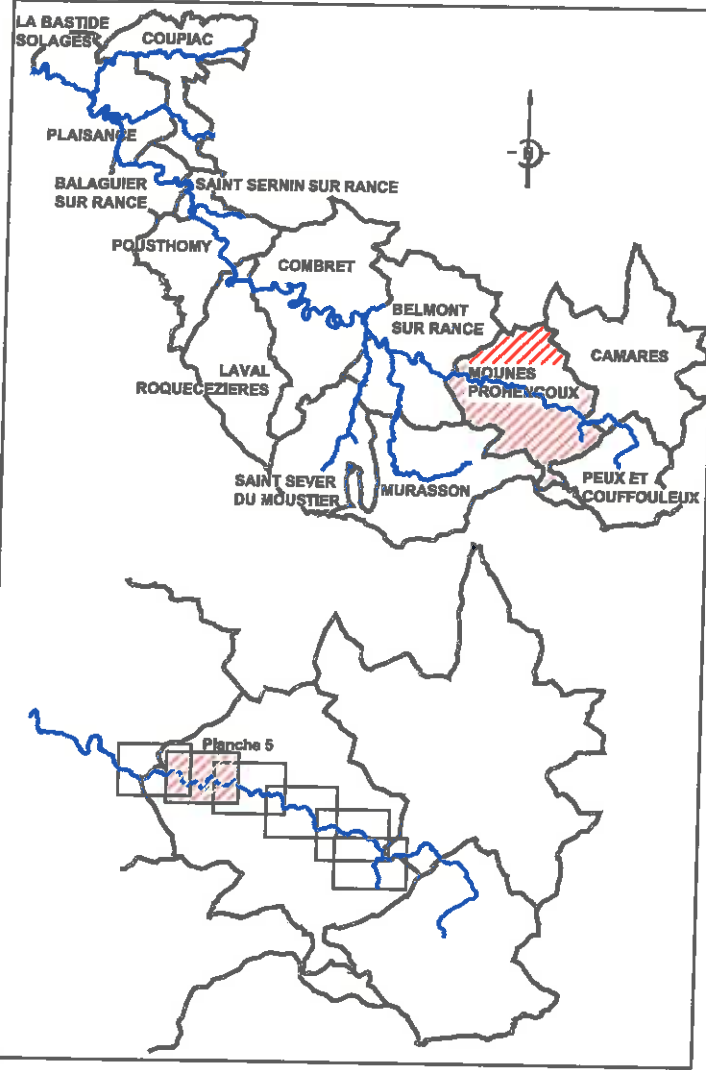 LA BASTIDE
SOLAGES
COUPIAC
PLAISANCE
BALAGUIER
SUR RANCE
SAINT SERNIN SUR RANCE
POUSTHOMY
COMBRET
BELMONT
SUR RANCE
CAMARES
LAVAL
ROQUECEZIERES
MOUNES
PROHENCOUX
SAINT SEVER
DU MOUSTIER
MURASSON
PEUX ET
COUFFOULEUX
Planche 5